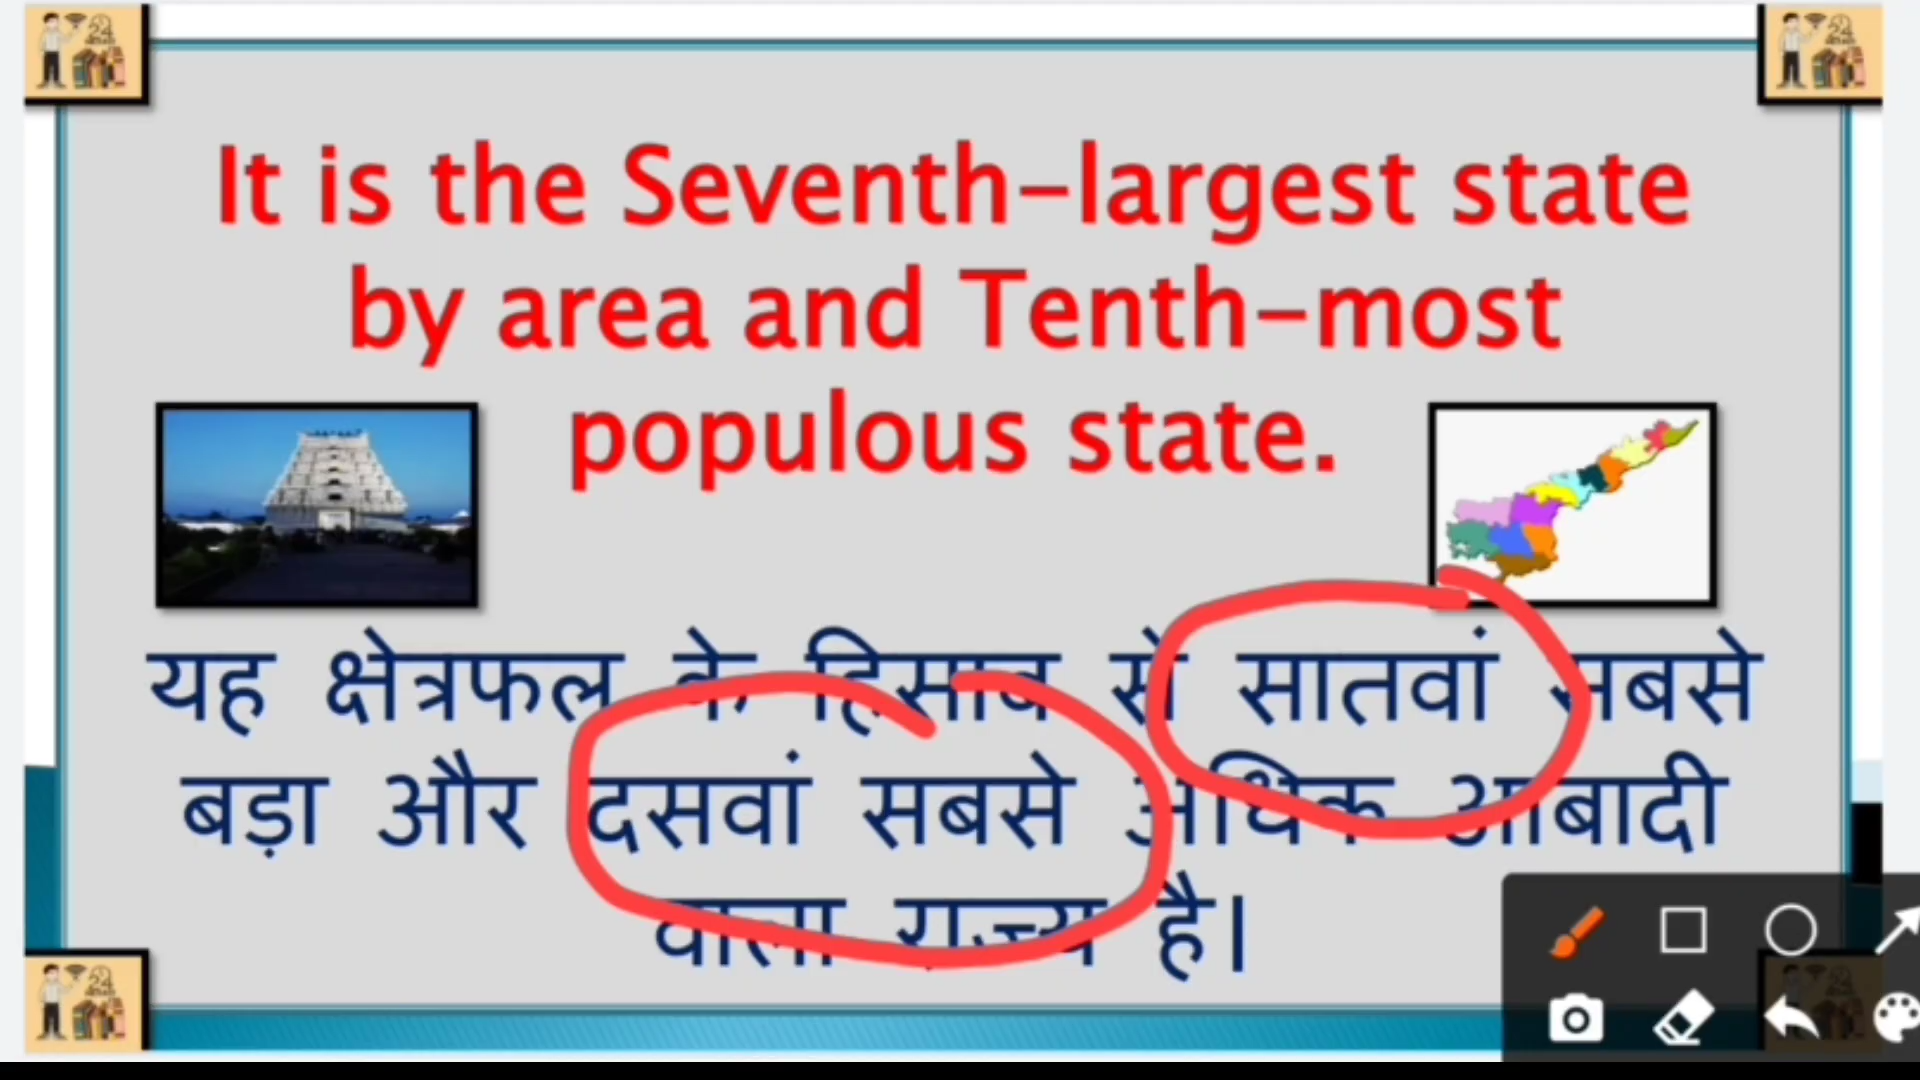 It is the Seventh-largest state
by area and Tenth-most
populous state.
यह क्षेत्रफल के हिसाब से सातवां सबसे
बड़ा और दसवां सबसे अधिक आबादी
वाला राज्य है।